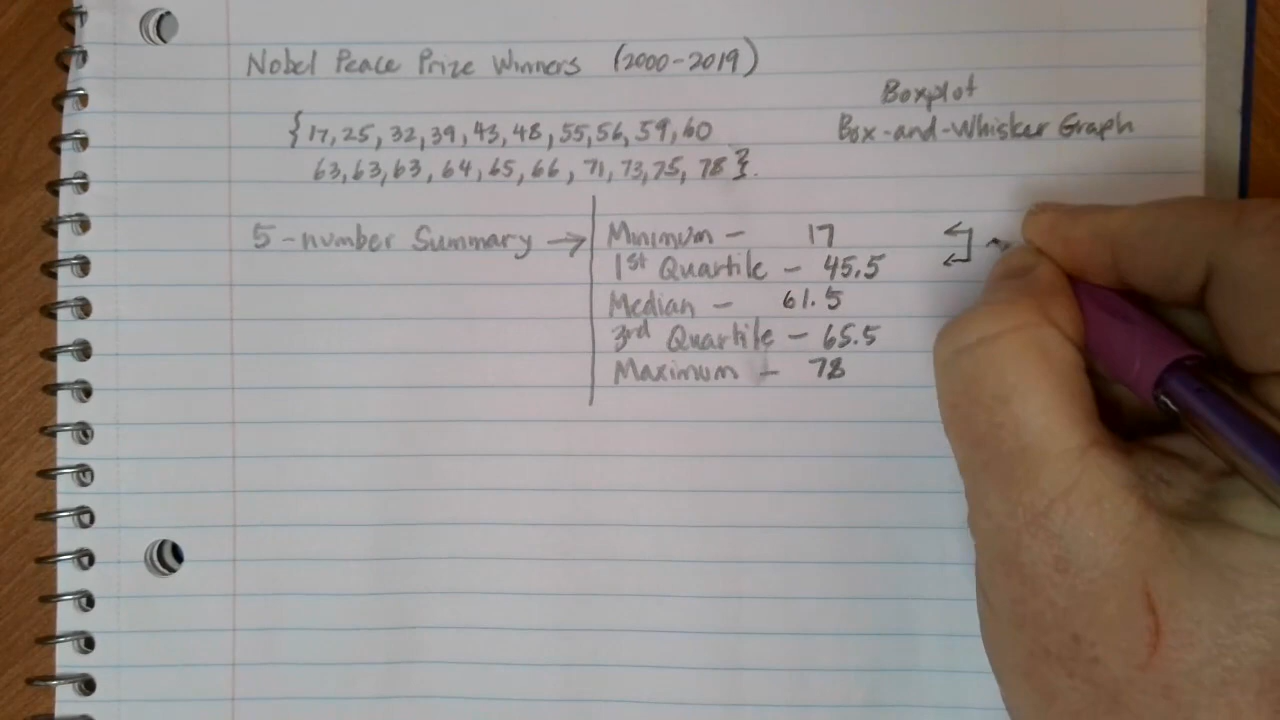 Nobel Peace Prize Winners (2000-2019)
Boxplot
Box-and-Whisker Graph
{17, 25, 32, 39, 43, 48, 55, 56, 59, 60
63, 63, 63, 64, 65, 66, 71, 73, 75, 78}.
5-number Summary →
Minimum - 17
1st Quartile - 45.5
Median - 61.5
3rd Quartile - 65.5
Maximum - 78